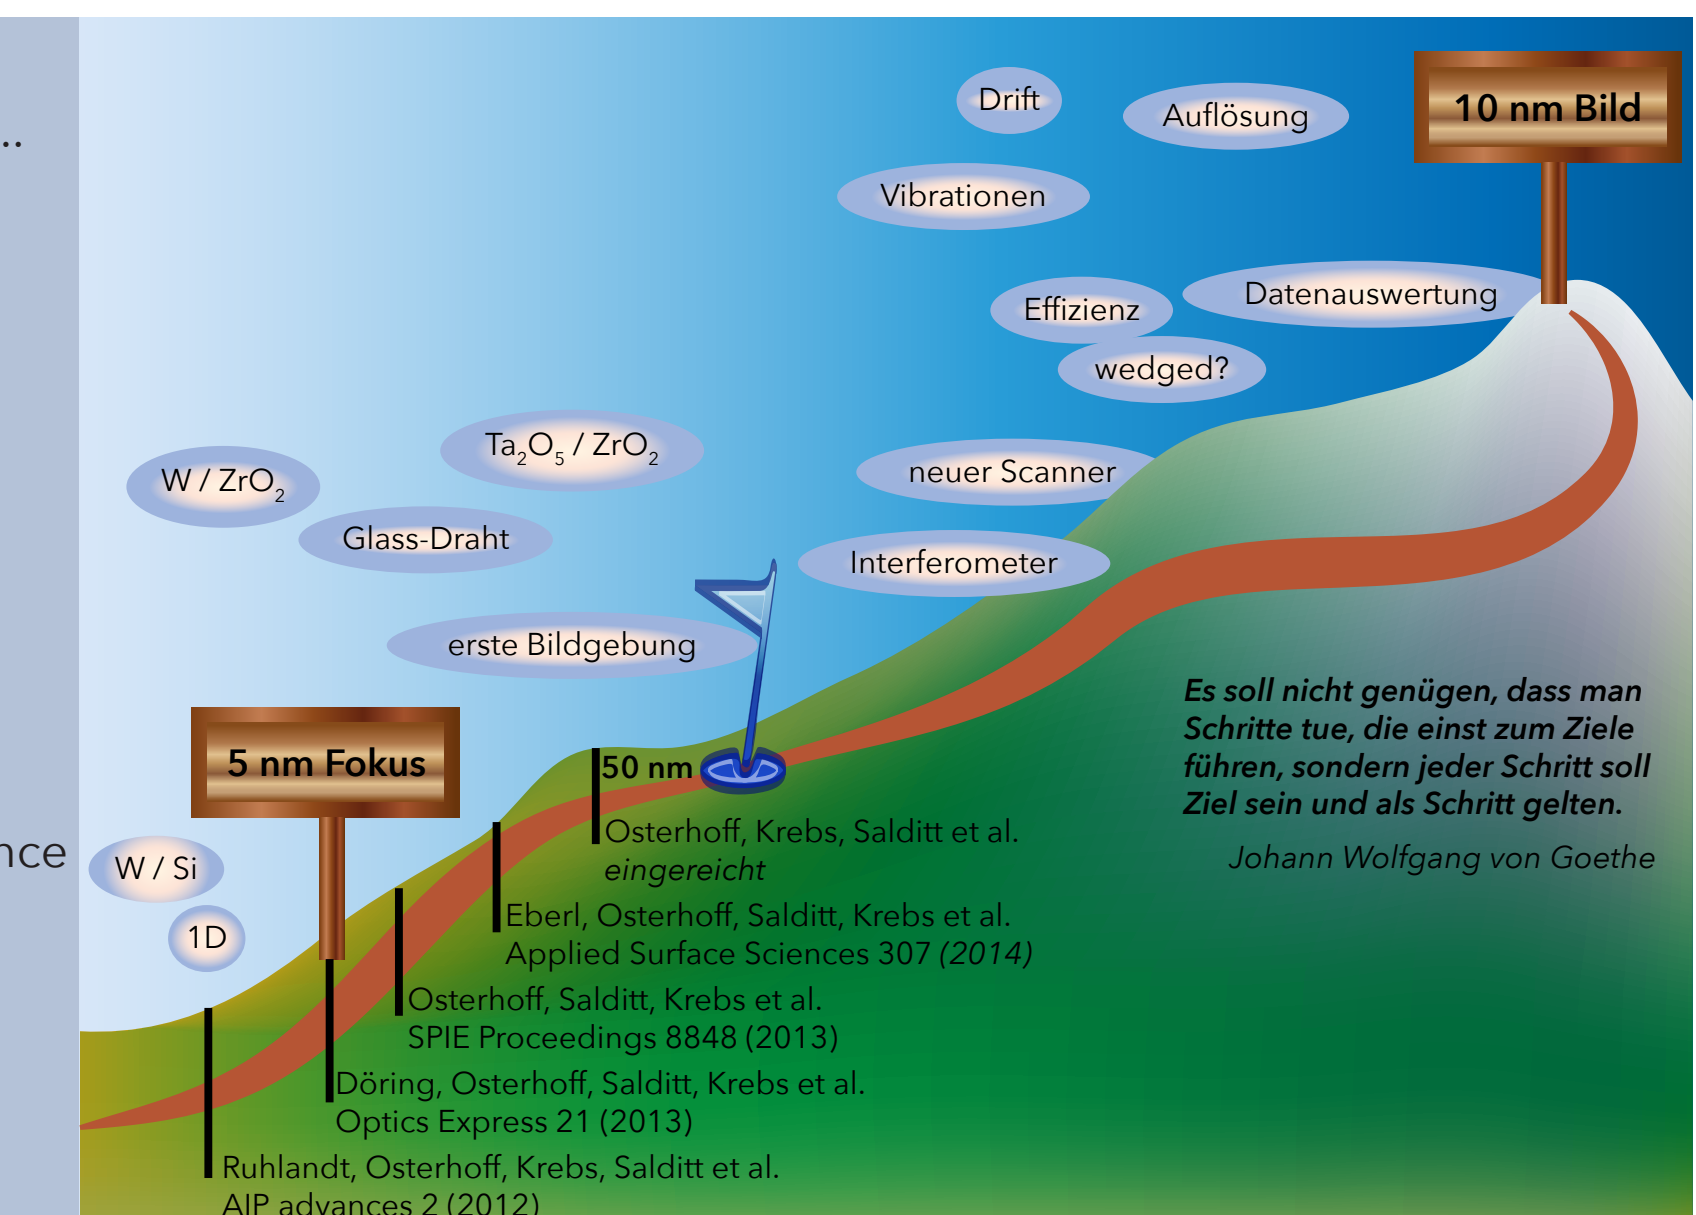 ..
nce
Drift
Auflösung
10 nm Bild
Vibrationen
Effizienz
Datenauswertung
wedged?
Ta₂O₅ / ZrO₂
W / ZrO₂
neuer Scanner
Glass-Draht
Interferometer
erste Bildgebung
5 nm Fokus
W / Si
1D
50 nm
Osterhoff, Krebs, Salditt et al.
eingereicht
Eberl, Osterhoff, Salditt, Krebs et al.
Applied Surface Sciences 307 (2014)
Osterhoff, Salditt, Krebs et al.
SPIE Proceedings 8848 (2013)
Döring, Osterhoff, Salditt, Krebs et al.
Optics Express 21 (2013)
Ruhlandt, Osterhoff, Krebs, Salditt et al.
AIP advances 2 (2012)
Es soll nicht genügen, dass man
Schritte tue, die einst zum Ziele
führen, sondern jeder Schritt soll
Ziel sein und als Schritt gelten.
Johann Wolfgang von Goethe